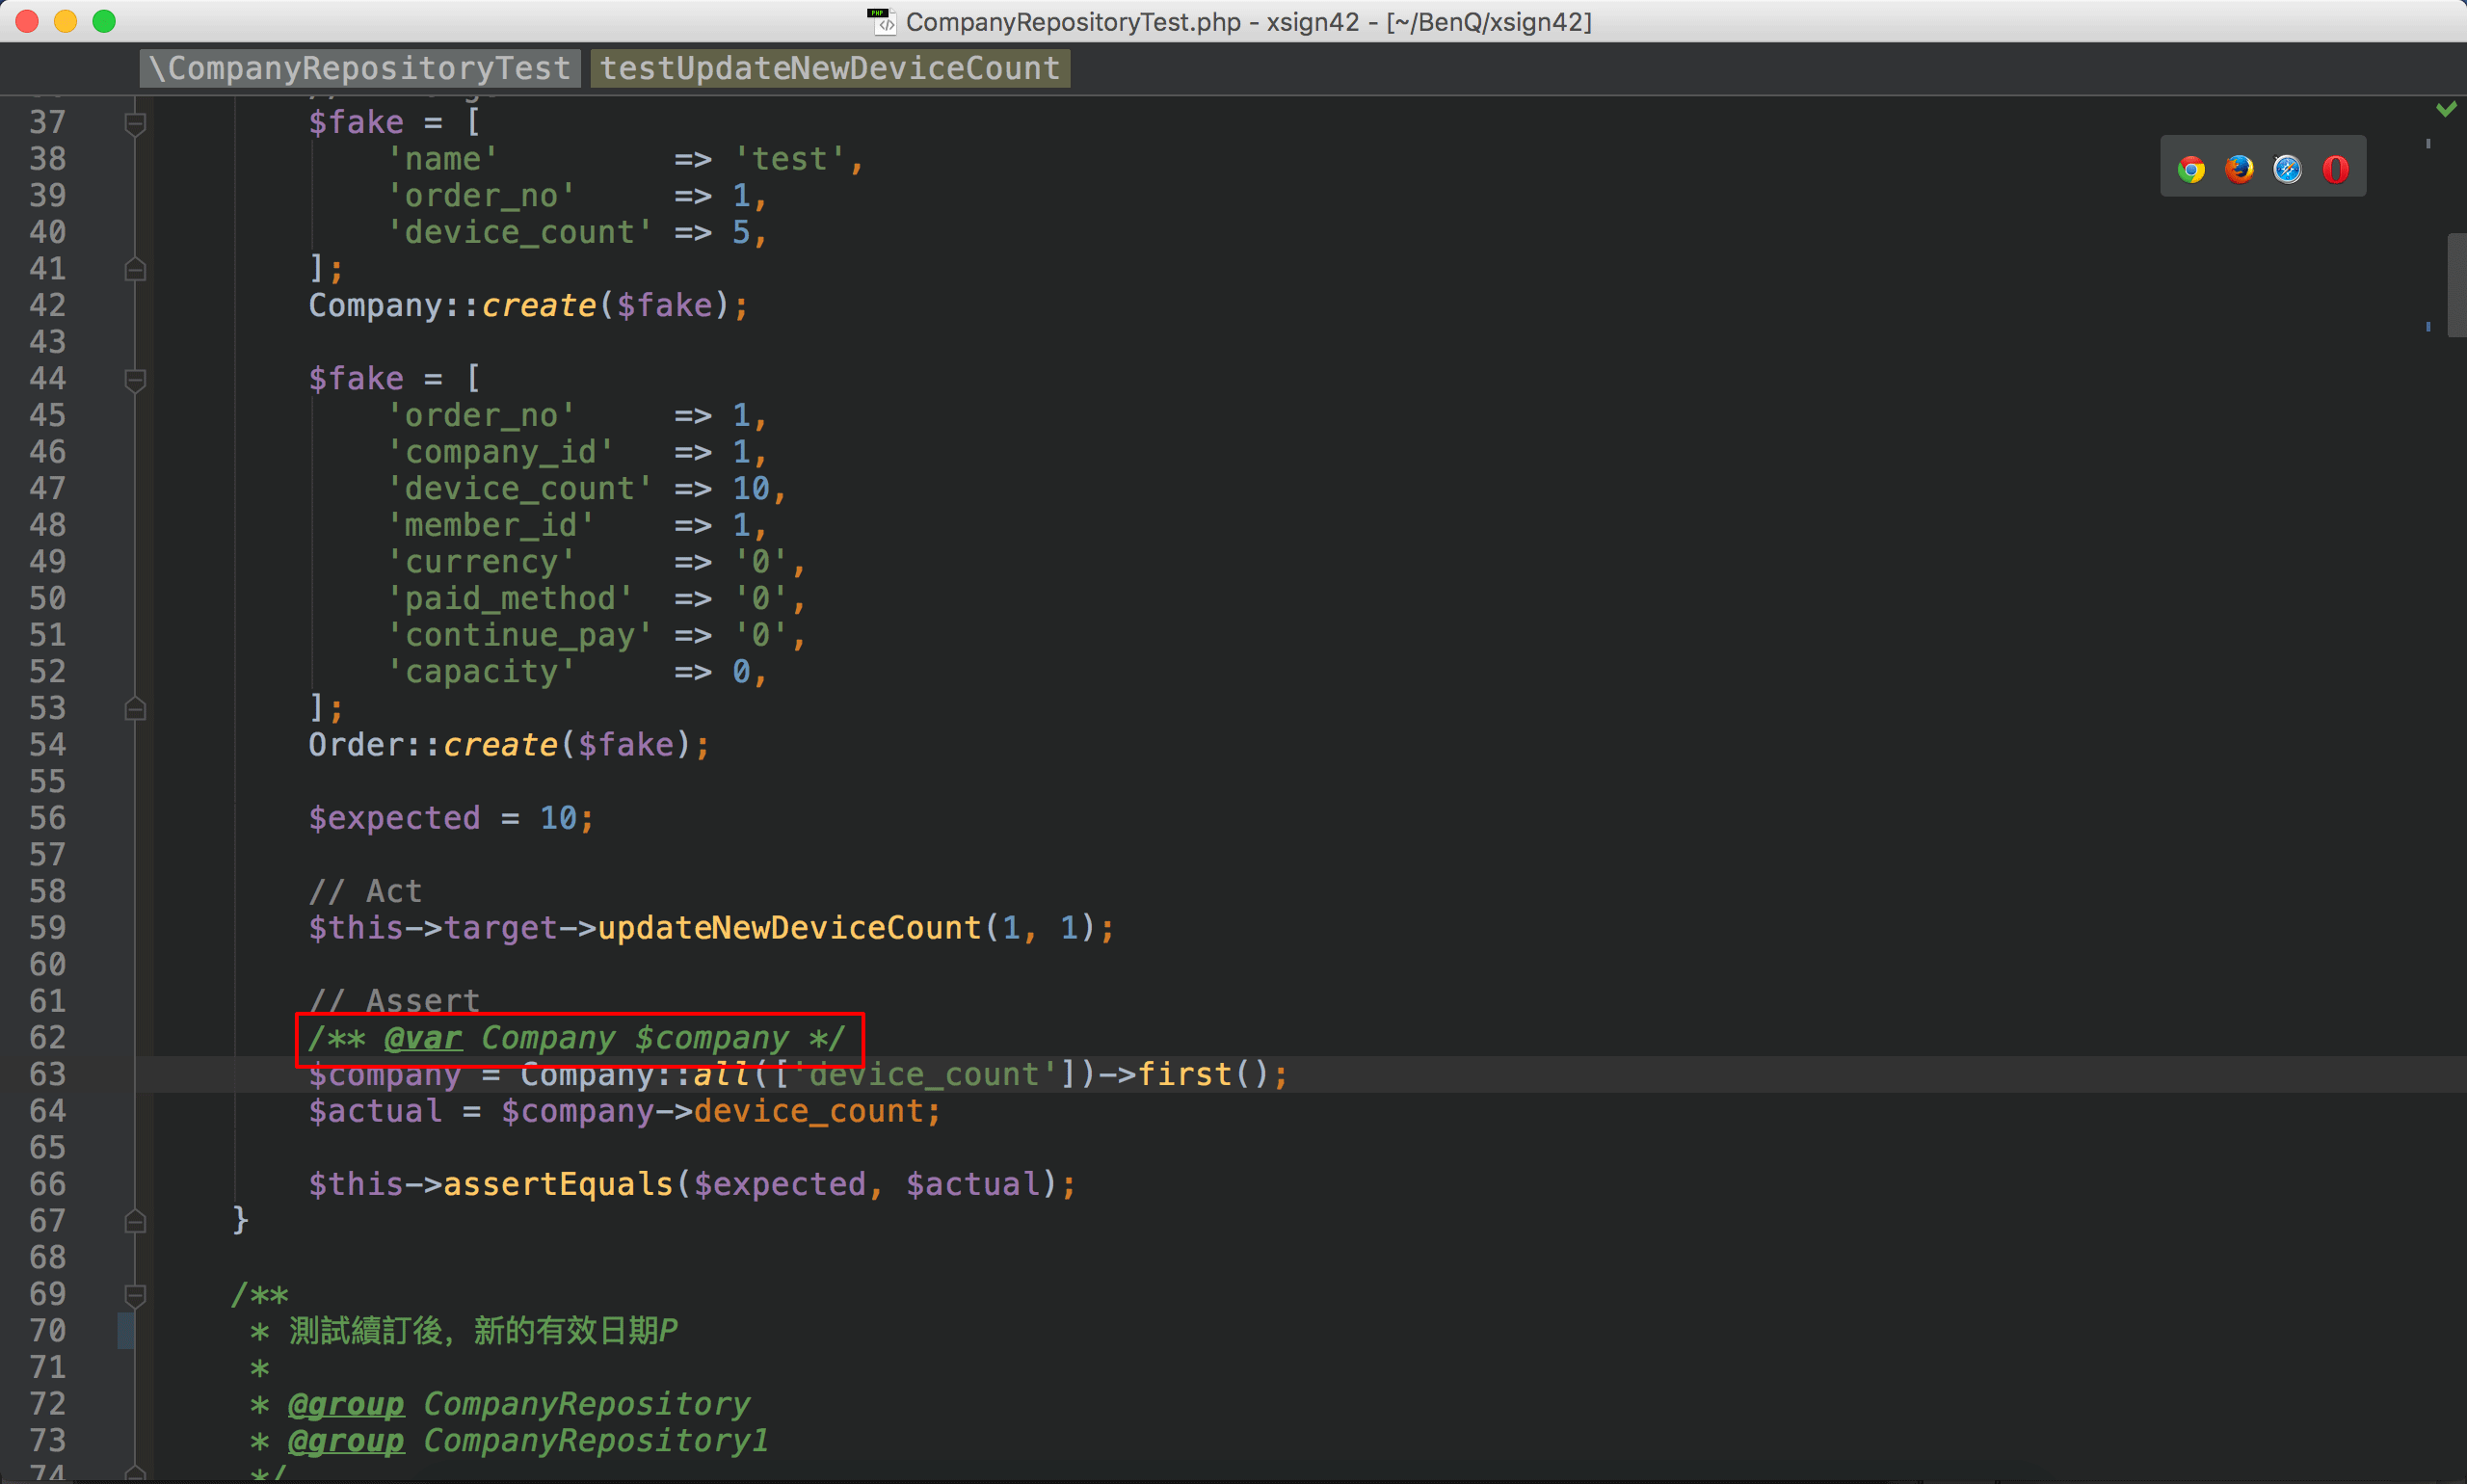 CompanyRepositoryTest.php - xsign42 - [~/BenQ/xsign42]
\CompanyRepositoryTest testUpdateNewDeviceCount
37 $fake = [
38 'name' => 'test',
39 'order_no' => 1,
40 'device_count' => 5,
41 ];
42 Company::create($fake);
43
44 $fake = [
45 'order_no' => 1,
46 'company_id' => 1,
47 'device_count' => 10,
48 'member_id' => 1,
49 'currency' => '0',
50 'paid_method' => '0',
51 'continue_pay' => '0',
52 'capacity' => 0,
53 ];
54 Order::create($fake);
55
56 $expected = 10;
57
58 // Act
59 $this->target->updateNewDeviceCount(1, 1);
60
61 // Assert
62 /** @var Company $company */
63 $company = Company::all(['device_count'])->first();
64 $actual = $company->device_count;
65
66 $this->assertEquals($expected, $actual);
67 }
68
69 /**
70 * 測試續訂後，新的有效日期P
71 *
72 * @group CompanyRepository
73 * @group CompanyRepository1
74 */